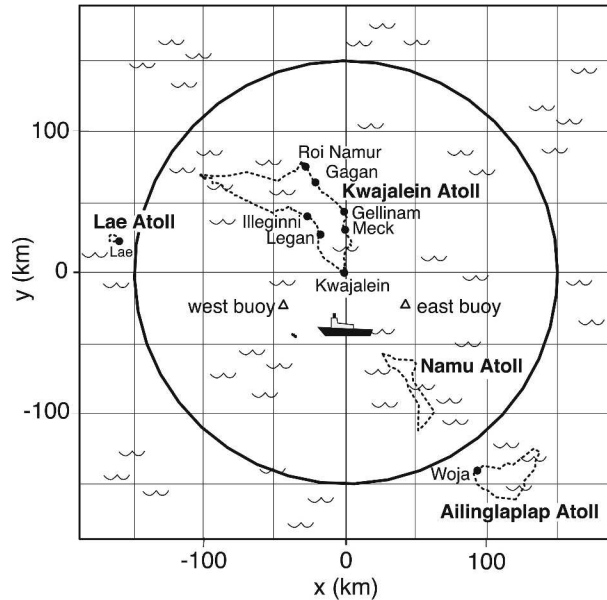 100
0
-100
y (km)
Roi Namur
Gagan
Kwajalein Atoll
Lae Atoll
Lae
Illeginni
Gellinam
Legan
Meck
Kwajalein
west buoy
east buoy
Namu Atoll
Woja
Ailinglaplap Atoll
-100
0
100
x (km)